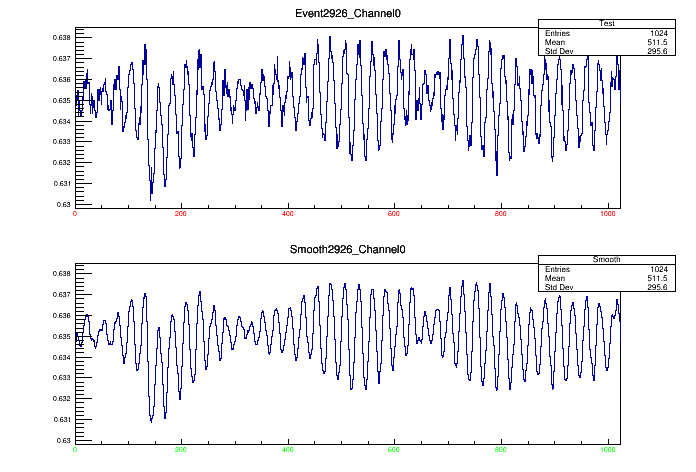 Event2926_Channel0
Test
Entries 1024
Mean 511.5
Std Dev 295.6
0.638
0.637
0.636
0.635
0.634
0.633
0.632
0.631
0.63
0 200 400 600 800 1000
Smooth2926_Channel0
Smooth
Entries 1024
Mean 511.5
Std Dev 295.6
0.638
0.637
0.636
0.635
0.634
0.633
0.632
0.631
0.63
0 200 400 600 800 1000